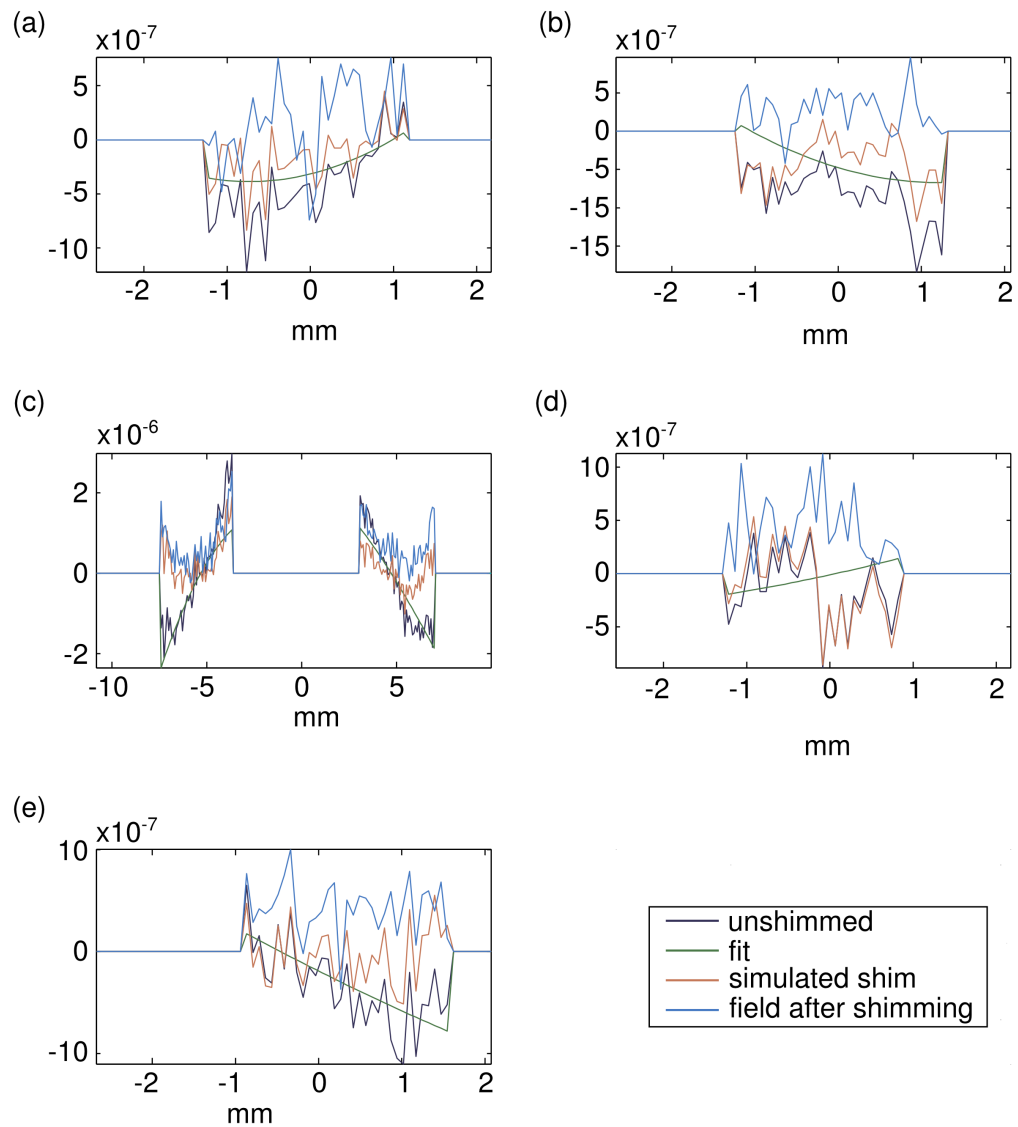 (a)
x10-7
5
0
-5
-10
-2 -1 0 1 2
mm
(b)
x10-7
5
0
-5
-15
-15
-2 -1 0 1 2
mm
(c)
x10-6
2
0
-2
-10 -5 0 5
mm
(d)
x10-7
10
5
0
-5
-2 -1 0 1 2
mm
(e)
x10-7
10
0
-10
-2 -1 0 1 2
mm
unshimmed
fit
simulated shim
field after shimming